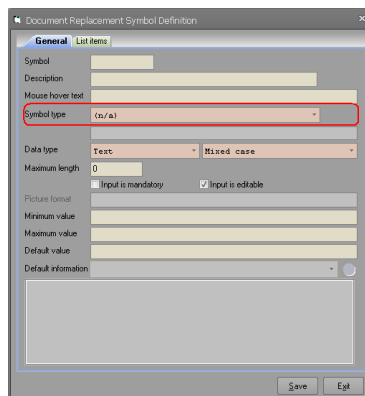 Document Replacement Symbol Definition
General List items
Symbol
Description
Mouse hover text
Symbol type (n/a)
Data type Text Mixed case
Maximum length 0
Input is mandatory Input is editable
Picture format
Minimum value
Maximum value
Default value
Default information
Save Exit